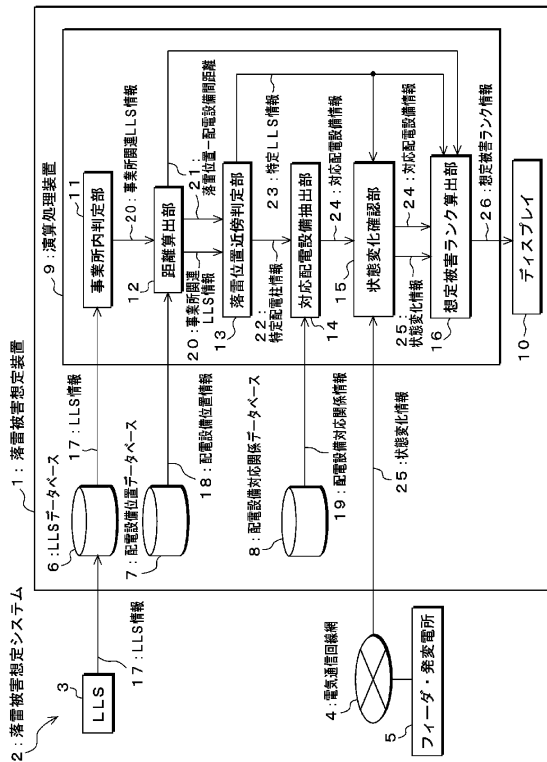 2：落雷被害想定システム
1：落雷被害想定装置
3
LLS
17：LLS情報
6：LLSデータベース
17：LLS情報
7：配電設備位置データベース
18：配電設備位置情報
8：配電設備対応関係データベース
19：配電設備対応関係情報
4：電気通信回線網
5
フィーダ・発変電所
25：状態変化情報
9：演算処理装置
事業所内判定部
11
20：事業所関連LLS情報
距離算出部
12
20：事業所関連
LLS情報
21：
落雷位置－配電設備間距離
落雷位置近傍判定部
13
22：特定配電柱情報
23：特定LLS情報
対応配電設備抽出部
14
24：対応配電設備情報
15
状態変化確認部
25：
状態変化情報
24：対応配電設備情報
想定被害ランク算出部
16
26：想定被害ランク情報
ディスプレイ
10